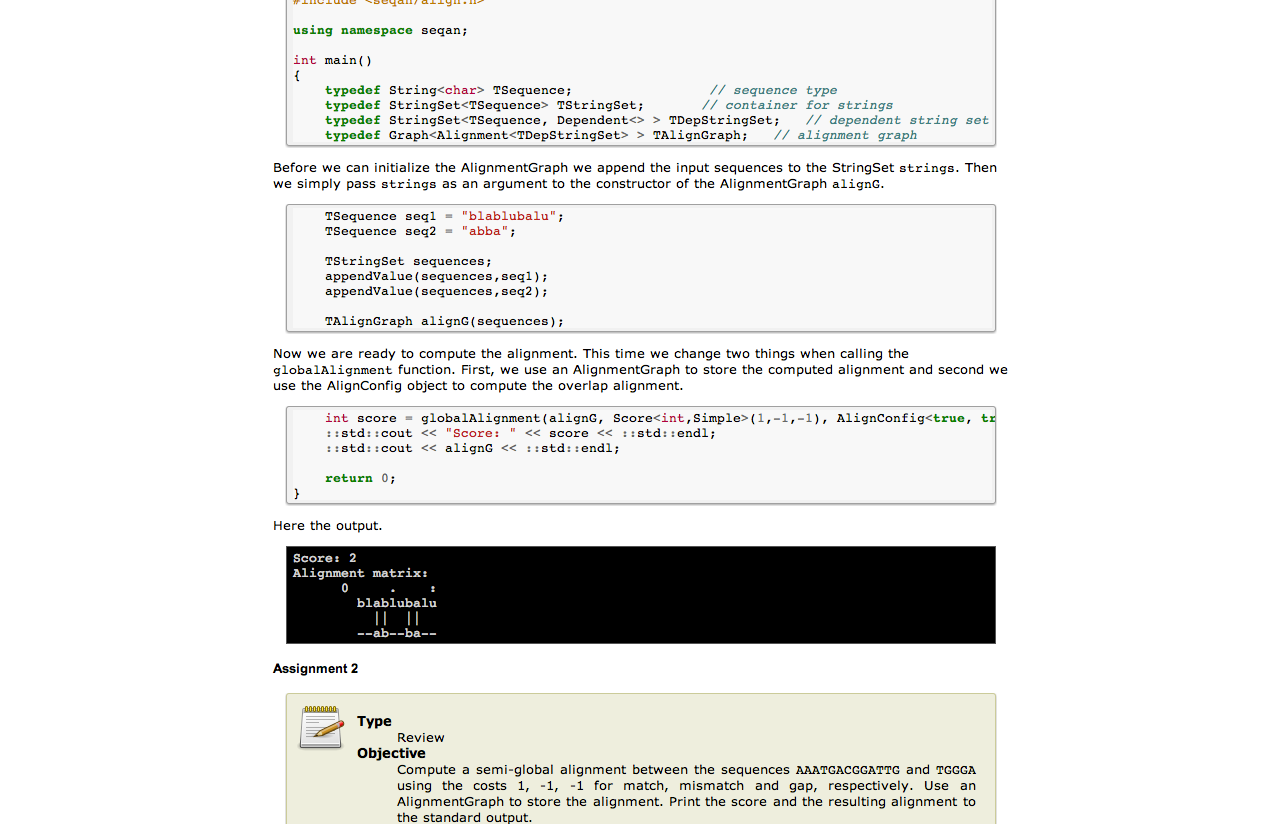 #include <seqan/align.h>
using namespace seqan;
int main()
{
    typedef String<char> TSequence;                 // sequence type
    typedef StringSet<TSequence> TStringSet;       // container for strings
    typedef StringSet<TSequence, Dependent<> > TDepStringSet;   // dependent string set
    typedef Graph<Alignment<TDepStringSet> > TAlignGraph;   // alignment graph
Before we can initialize the AlignmentGraph we append the input sequences to the StringSet strings. Then
we simply pass strings as an argument to the constructor of the AlignmentGraph alignG.
    TSequence seq1 = "blablubalu";
    TSequence seq2 = "abba";
    TStringSet sequences;
    appendValue(sequences,seq1);
    appendValue(sequences,seq2);
    TAlignGraph alignG(sequences);
Now we are ready to compute the alignment. This time we change two things when calling the
globalAlignment function. First, we use an AlignmentGraph to store the computed alignment and second we
use the AlignConfig object to compute the overlap alignment.
    int score = globalAlignment(alignG, Score<int,Simple>(1,-1,-1), AlignConfig<true, tr
    ::std::cout << "Score: " << score << ::std::endl;
    ::std::cout << alignG << ::std::endl;
    return 0;
}
Here the output.
Score: 2
Alignment matrix:
      0     .    :
        blablubalu
          ||  ||
        --ab--ba--
Assignment 2
Type
Review
Objective
Compute a semi-global alignment between the sequences AAATGACGGATTG and TGGGA
using the costs 1, -1, -1 for match, mismatch and gap, respectively. Use an
AlignmentGraph to store the alignment. Print the score and the resulting alignment to
the standard output.